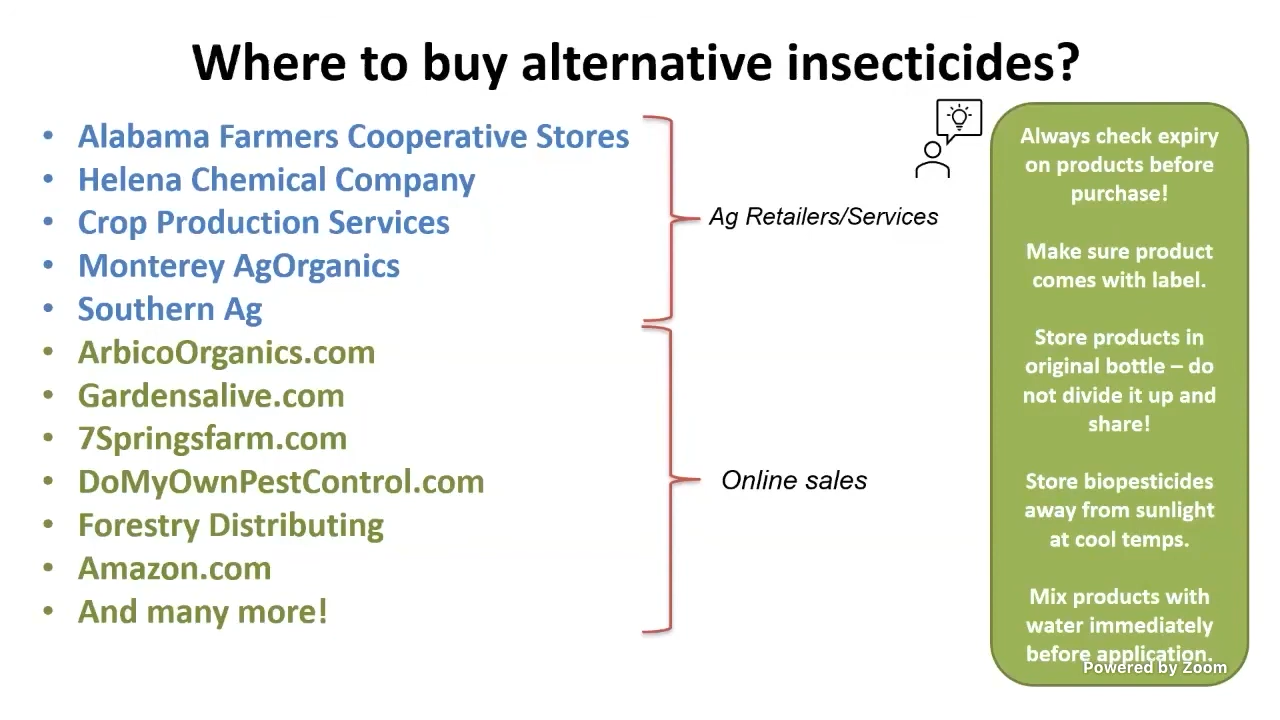 Where to buy alternative insecticides?
• Alabama Farmers Cooperative Stores
• Helena Chemical Company
• Crop Production Services
• Monterey AgOrganics
• Southern Ag
• ArbicoOrganics.com
• Gardensalive.com
• 7Springsfarm.com
• DoMyOwnPestControl.com
• Forestry Distributing
• Amazon.com
• And many more!
Ag Retailers/Services
Online sales
Always check expiry
on products before
purchase!
Make sure product
comes with label.
Store products in
original bottle – do
not divide it up and
share!
Store biopesticides
away from sunlight
at cool temps.
Mix products with
water immediately
before application.
Powered by Zoom